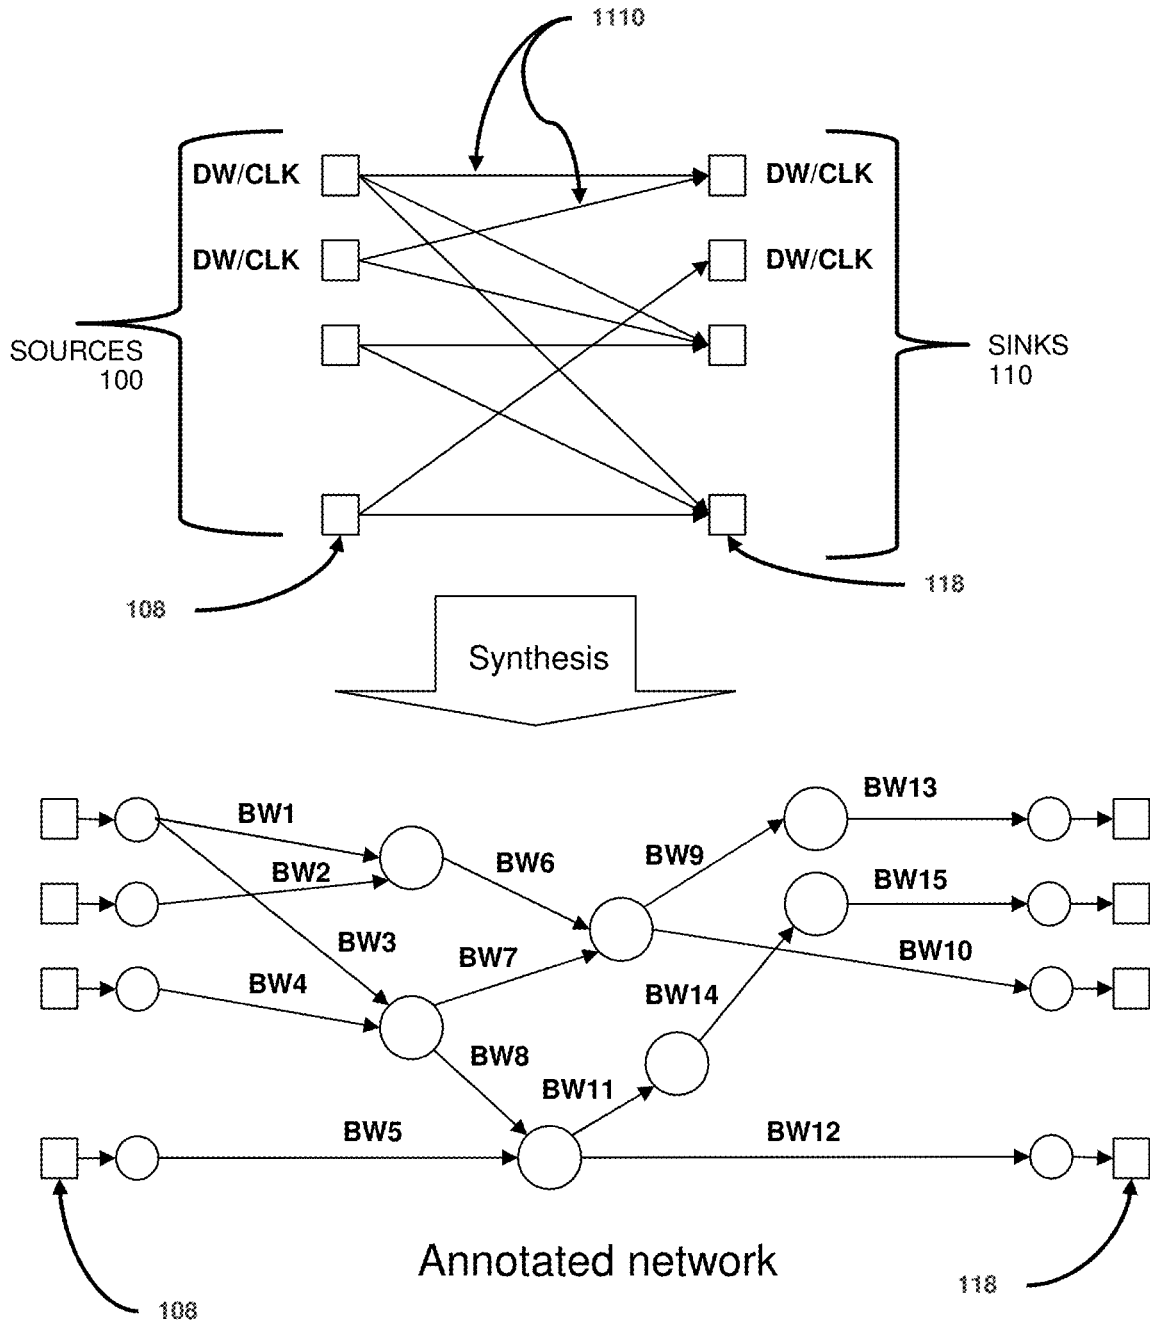 1110
DW/CLK
DW/CLK
DW/CLK
DW/CLK
SOURCES
100
SINKS
110
108
118
Synthesis
BW1
BW2
BW3
BW4
BW5
BW6
BW7
BW8
BW9
BW10
BW11
BW12
BW13
BW14
BW15
Annotated network
108
118